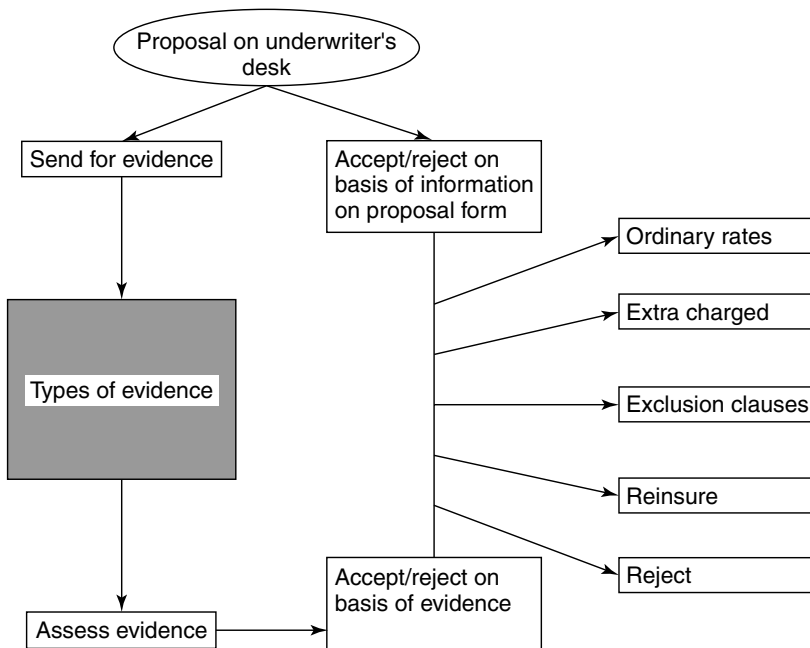 Proposal on underwriter's
desk
Send for evidence
Accept/reject on
basis of information
on proposal form
Ordinary rates
Extra charged
Types of evidence
Exclusion clauses
Reinsure
Accept/reject on
basis of evidence
Reject
Assess evidence